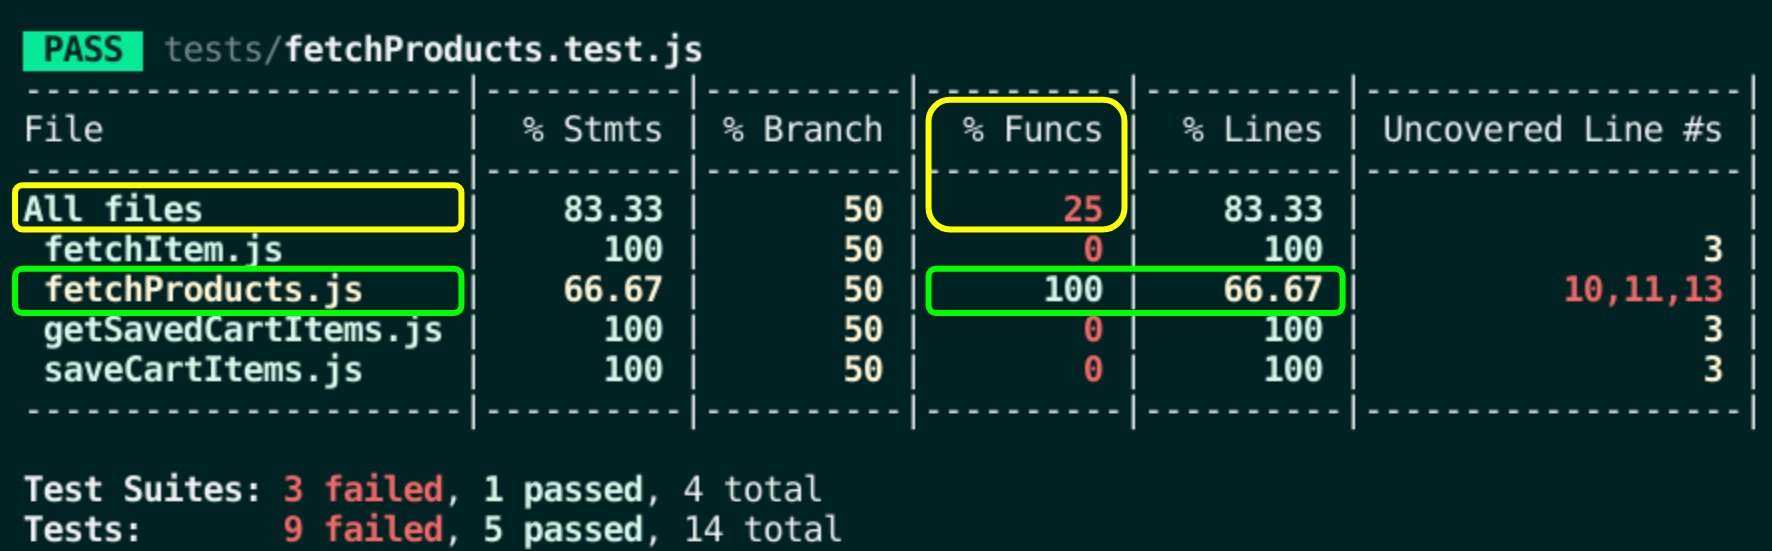 PASS tests/fetchProducts.test.js
----------------------|----------|----------|----------|----------|-------------------|
File | % Stmts | % Branch | % Funcs | % Lines | Uncovered Line #s |
----------------------|----------|----------|----------|----------|-------------------|
All files | 83.33 | 50 | 25 | 83.33 | |
fetchItem.js | 100 | 50 | 0 | 100 | 3 |
fetchProducts.js | 66.67 | 50 | 100 | 66.67 | 10,11,13 |
getSavedCartItems.js | 100 | 50 | 0 | 100 | 3 |
saveCartItems.js | 100 | 50 | 0 | 100 | 3 |
----------------------|----------|----------|----------|----------|-------------------|
Test Suites: 3 failed, 1 passed, 4 total
Tests: 9 failed, 5 passed, 14 total